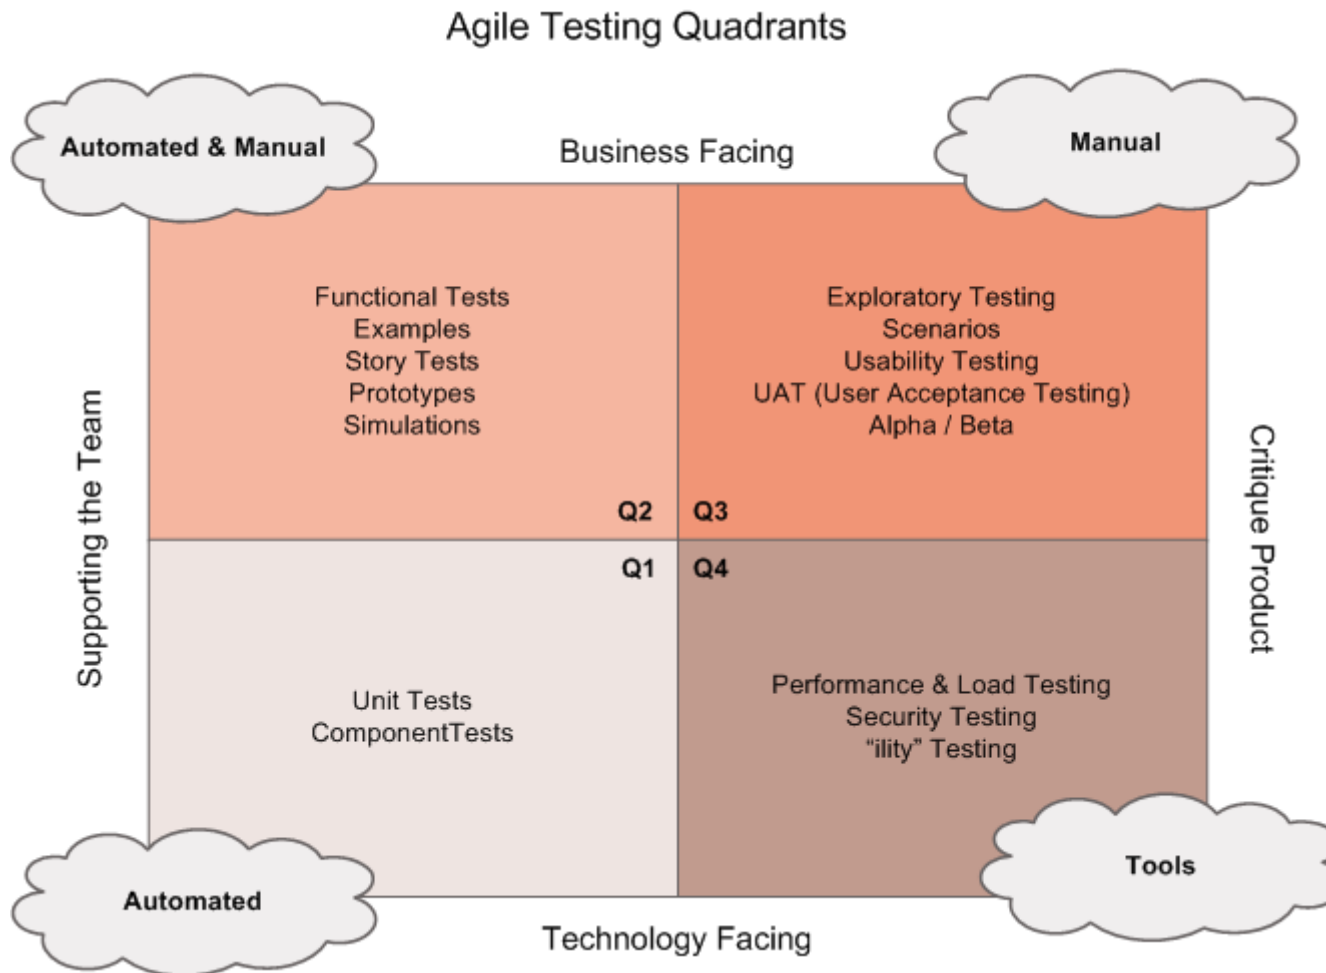 Agile Testing Quadrants
Automated & Manual
Business Facing
Manual
Functional Tests
Examples
Story Tests
Prototypes
Simulations
Q2
Exploratory Testing
Scenarios
Usability Testing
UAT (User Acceptance Testing)
Alpha / Beta
Q3
Supporting the Team
Critique Product
Q1
Unit Tests
ComponentTests
Q4
Performance & Load Testing
Security Testing
“ility” Testing
Automated
Technology Facing
Tools